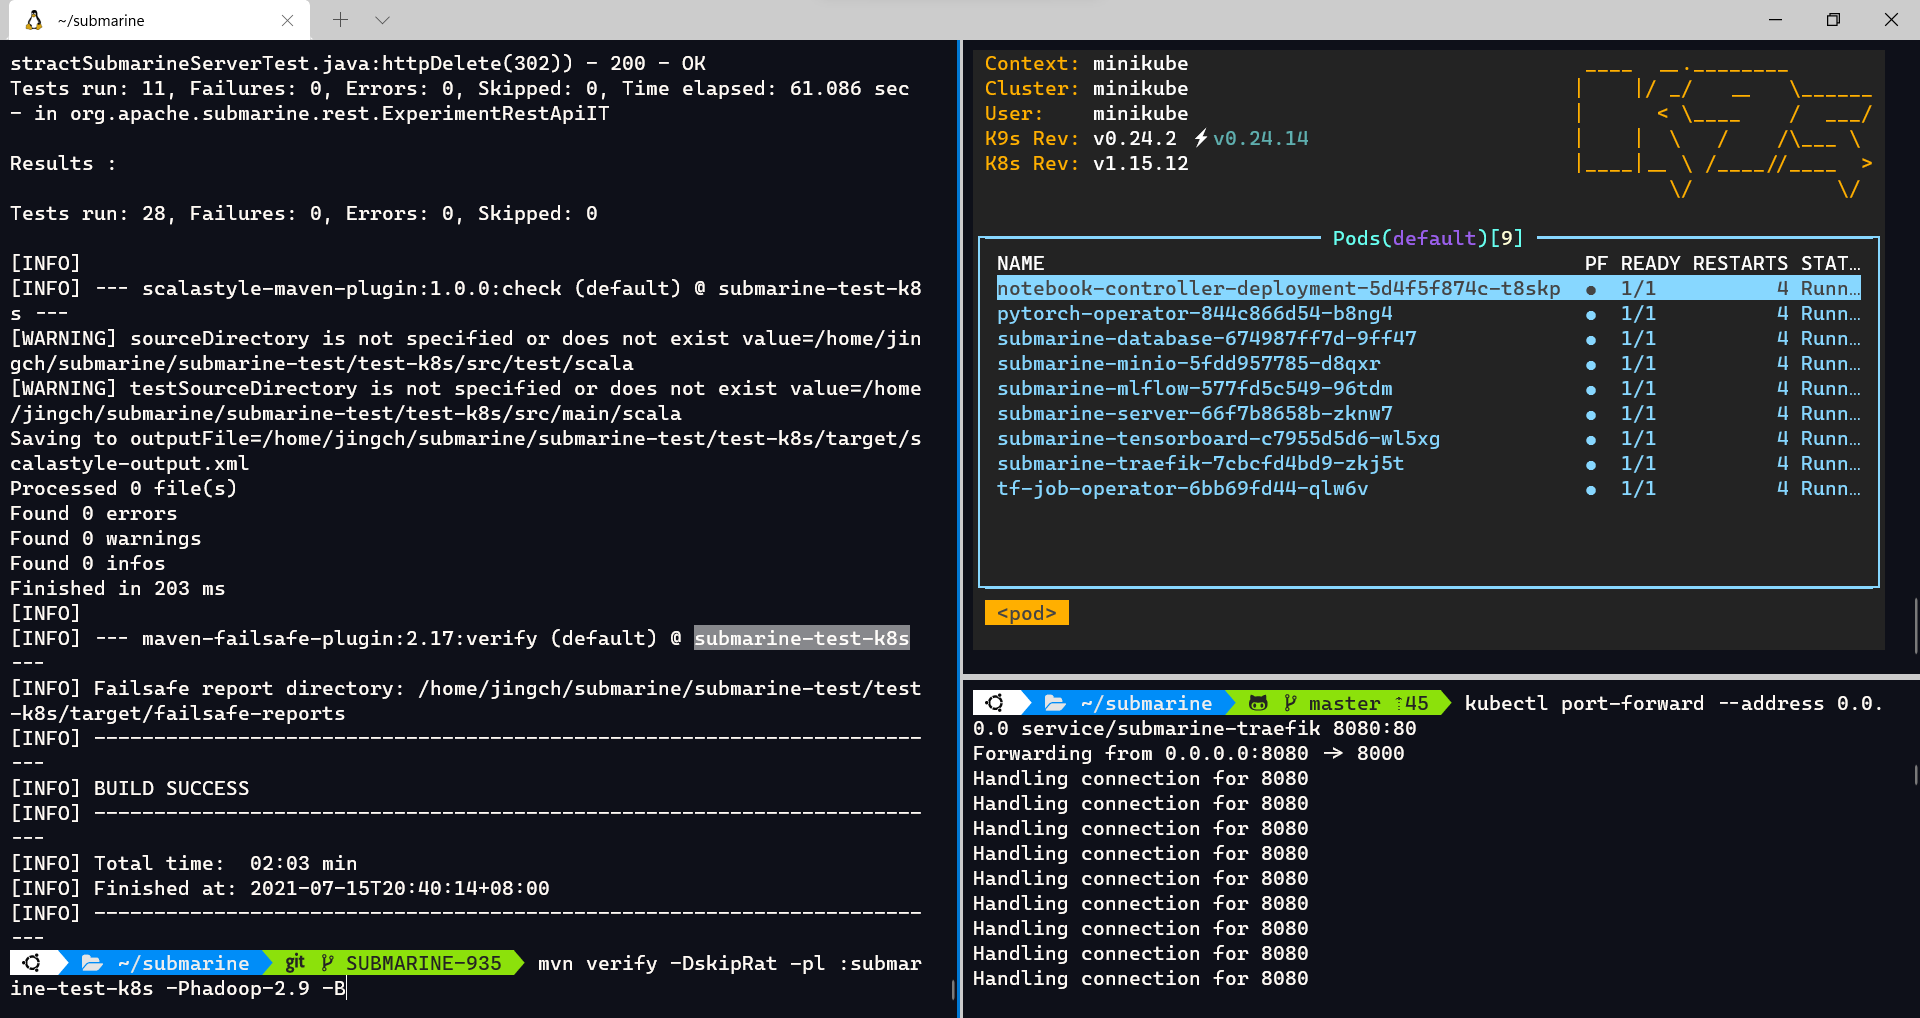 ~/submarine
stractSubmarineServerTest.java:httpDelete(302)) - 200 - OK
Tests run: 11, Failures: 0, Errors: 0, Skipped: 0, Time elapsed: 61.086 sec
- in org.apache.submarine.rest.ExperimentRestApiIT
Results :
Tests run: 28, Failures: 0, Errors: 0, Skipped: 0
[INFO]
[INFO] --- scalastyle-maven-plugin:1.0.0:check (default) @ submarine-test-k8
s ---
[WARNING] sourceDirectory is not specified or does not exist value=/home/jin
gch/submarine/submarine-test/test-k8s/src/test/scala
[WARNING] testSourceDirectory is not specified or does not exist value=/home
/jingch/submarine/submarine-test/test-k8s/src/main/scala
Saving to outputFile=/home/jingch/submarine/submarine-test/test-k8s/target/s
calastyle-output.xml
Processed 0 file(s)
Found 0 errors
Found 0 warnings
Found 0 infos
Finished in 203 ms
[INFO]
[INFO] --- maven-failsafe-plugin:2.17:verify (default) @ submarine-test-k8s
---
[INFO] Failsafe report directory: /home/jingch/submarine/submarine-test/test
-k8s/target/failsafe-reports
[INFO] ---------------------------------------------------------------------
---
[INFO] BUILD SUCCESS
[INFO] ---------------------------------------------------------------------
---
[INFO] Total time:  02:03 min
[INFO] Finished at: 2021-07-15T20:40:14+08:00
[INFO] ---------------------------------------------------------------------
---
~/submarine git SUBMARINE-935 mvn verify -DskipRat -pl :submar
ine-test-k8s -Phadoop-2.9 -B
Context: minikube
Cluster: minikube
User: minikube
K9s Rev: v0.24.2 ⚡v0.24.14
K8s Rev: v1.15.12
Pods(default)[9]
NAME PF READY RESTARTS STAT…
notebook-controller-deployment-5d4f5f874c-t8skp ● 1/1 4 Runn…
pytorch-operator-844c866d54-b8ng4 ● 1/1 4 Runn…
submarine-database-674987ff7d-9ff47 ● 1/1 4 Runn…
submarine-minio-5fdd957785-d8qxr ● 1/1 4 Runn…
submarine-mlflow-577fd5c549-96tdm ● 1/1 4 Runn…
submarine-server-66f7b8658b-zknw7 ● 1/1 4 Runn…
submarine-tensorboard-c7955d5d6-wl5xg ● 1/1 4 Runn…
submarine-traefik-7cbcfd4bd9-zkj5t ● 1/1 4 Runn…
tf-job-operator-6bb69fd44-qlw6v ● 1/1 4 Runn…
<pod>
~/submarine master ⇡45 kubectl port-forward --address 0.0.
0.0 service/submarine-traefik 8080:80
Forwarding from 0.0.0.0:8080 -> 8000
Handling connection for 8080
Handling connection for 8080
Handling connection for 8080
Handling connection for 8080
Handling connection for 8080
Handling connection for 8080
Handling connection for 8080
Handling connection for 8080
Handling connection for 8080